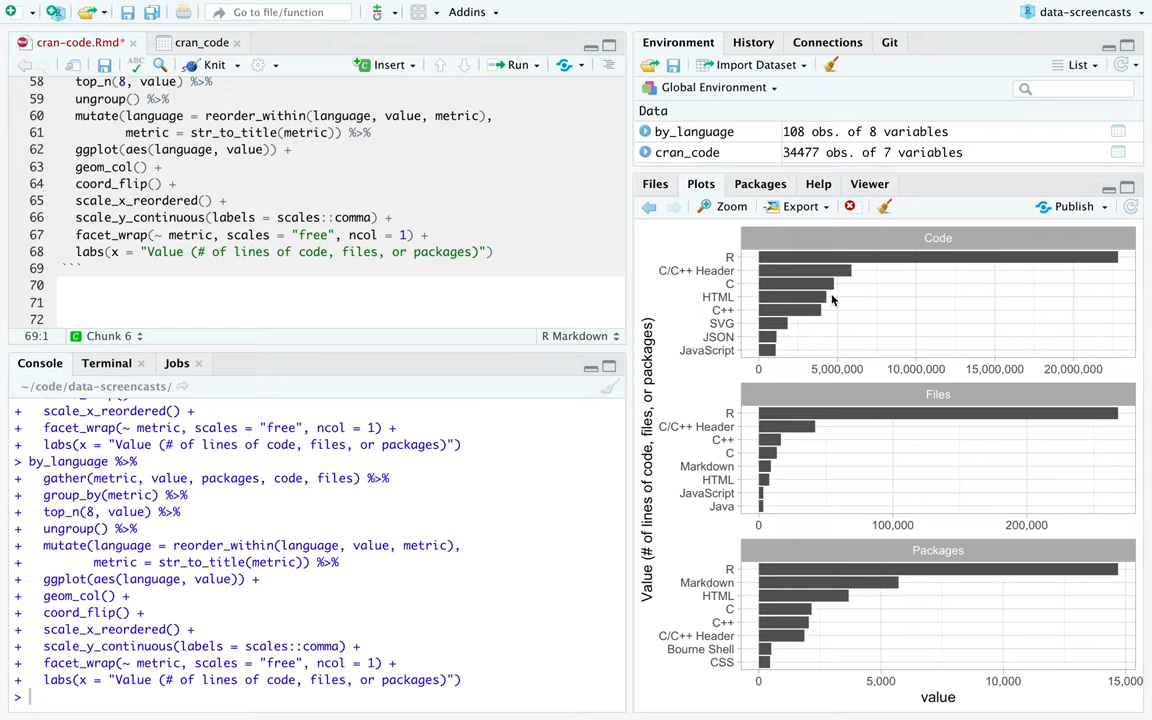 Go to file/function
Addins
data-screencasts
cran-code.Rmd*
cran_code
ABC
Knit
Insert
Run
58 top_n(8, value) %>%
59 ungroup() %>%
60 mutate(language = reorder_within(language, value, metric),
61 metric = str_to_title(metric)) %>%
62 ggplot(aes(language, value)) +
63 geom_col() +
64 coord_flip() +
65 scale_x_reordered() +
66 scale_y_continuous(labels = scales::comma) +
67 facet_wrap(~ metric, scales = "free", ncol = 1) +
68 labs(x = "Value (# of lines of code, files, or packages)")
69 ```
70
71
72
69:1 Chunk 6 R Markdown
Console Terminal Jobs
~/code/data-screencasts/
+ scale_x_reordered() +
+ facet_wrap(~ metric, scales = "free", ncol = 1) +
+ labs(x = "Value (# of lines of code, files, or packages)")
> by_language %>%
+ gather(metric, value, packages, code, files) %>%
+ group_by(metric) %>%
+ top_n(8, value) %>%
+ ungroup() %>%
+ mutate(language = reorder_within(language, value, metric),
+ metric = str_to_title(metric)) %>%
+ ggplot(aes(language, value)) +
+ geom_col() +
+ coord_flip() +
+ scale_x_reordered() +
+ scale_y_continuous(labels = scales::comma) +
+ facet_wrap(~ metric, scales = "free", ncol = 1) +
+ labs(x = "Value (# of lines of code, files, or packages)")
>
Environment History Connections Git
Import Dataset List
Global Environment
Data
by_language 108 obs. of 8 variables
cran_code 34477 obs. of 7 variables
Files Plots Packages Help Viewer
Zoom Export Publish
Value (# of lines of code, files, or packages)
Code
R
C/C++ Header
C
HTML
C++
SVG
JSON
JavaScript
0 5,000,000 10,000,000 15,000,000 20,000,000
Files
R
C/C++ Header
C++
C
Markdown
HTML
JavaScript
Java
0 100,000 200,000
Packages
R
Markdown
HTML
C
C++
C/C++ Header
Bourne Shell
CSS
0 5,000 10,000 15,000
value